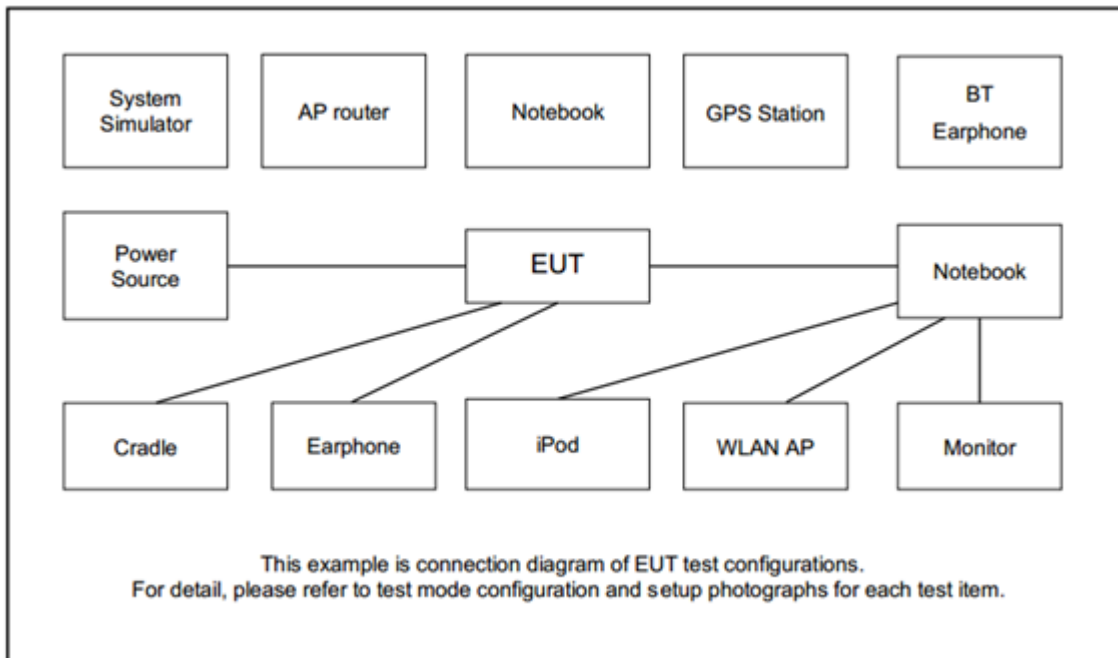 System
Simulator
AP router
Notebook
GPS Station
BT
Earphone
Power
Source
EUT
Notebook
Cradle
Earphone
iPod
WLAN AP
Monitor
This example is connection diagram of EUT test configurations.
For detail, please refer to test mode configuration and setup photographs for each test item.